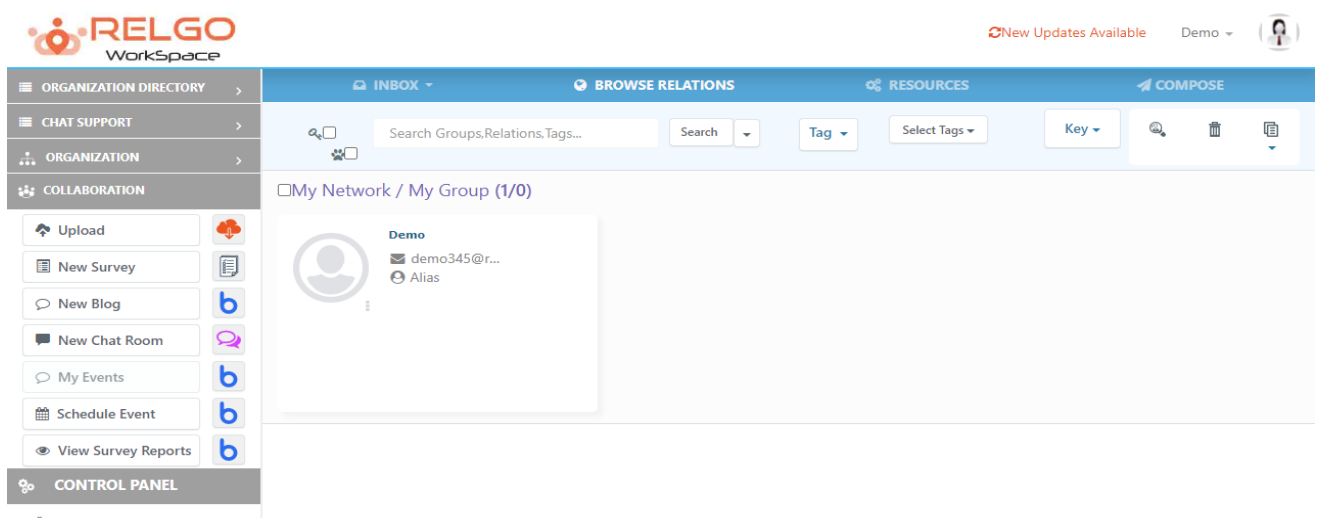 RELGO
WorkSpace
New Updates Available
Demo
ORGANIZATION DIRECTORY
CHAT SUPPORT
ORGANIZATION
COLLABORATION
Upload
New Survey
New Blog
New Chat Room
My Events
Schedule Event
View Survey Reports
CONTROL PANEL
INBOX
BROWSE RELATIONS
RESOURCES
COMPOSE
Search Groups,Relations,Tags...
Search
Tag
Select Tags
Key
My Network / My Group (1/0)
Demo
demo345@r...
Alias